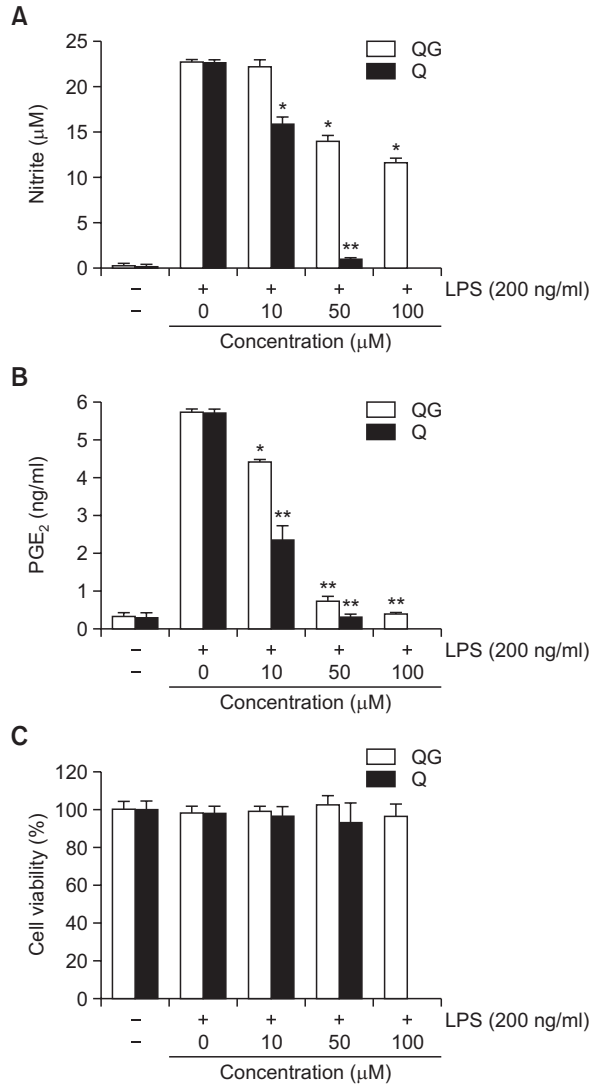 A
25
20
15
10
5
0
Nitrite (μM)
QG
Q
* * * ** *
– + + + + LPS (200 ng/ml)
– 0 10 50 100
Concentration (μM)
B
6
5
4
3
2
1
0
PGE₂ (ng/ml)
QG
Q
* ** ** ** **
– + + + + LPS (200 ng/ml)
– 0 10 50 100
Concentration (μM)
C
120
100
80
60
40
20
0
Cell viability (%)
QG
Q
– + + + + LPS (200 ng/ml)
– 0 10 50 100
Concentration (μM)